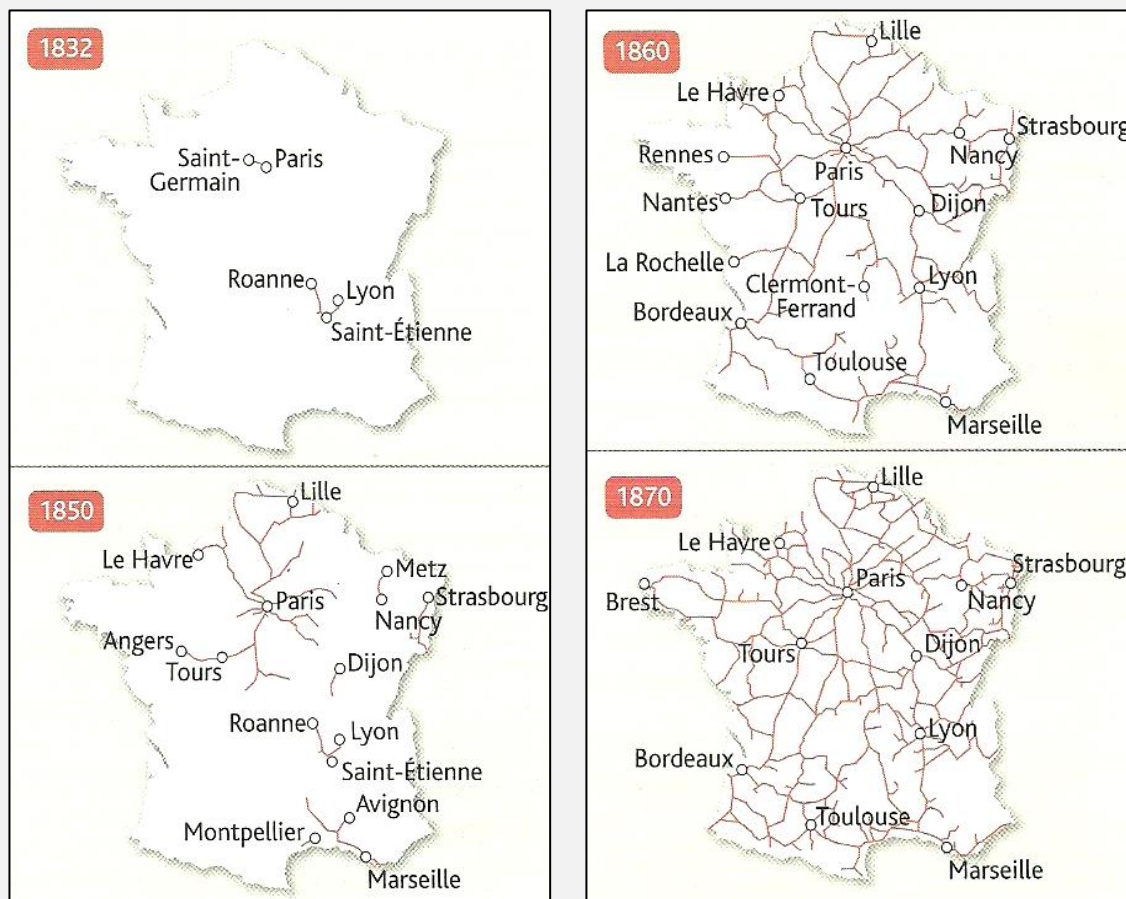 1832
Saint-
Germain
Paris
Roanne
Lyon
Saint-Étienne
1850
Lille
Le Havre
Metz
Paris
Strasbourg
Nancy
Angers
Tours
Dijon
Roanne
Lyon
Saint-Étienne
Avignon
Montpellier
Marseille
1860
Lille
Le Havre
Strasbourg
Rennes
Nancy
Paris
Nantes
Tours
Dijon
La Rochelle
Clermont-
Ferrand
Lyon
Bordeaux
Toulouse
Marseille
1870
Lille
Le Havre
Strasbourg
Paris
Brest
Nancy
Tours
Dijon
Lyon
Bordeaux
Toulouse
Marseille